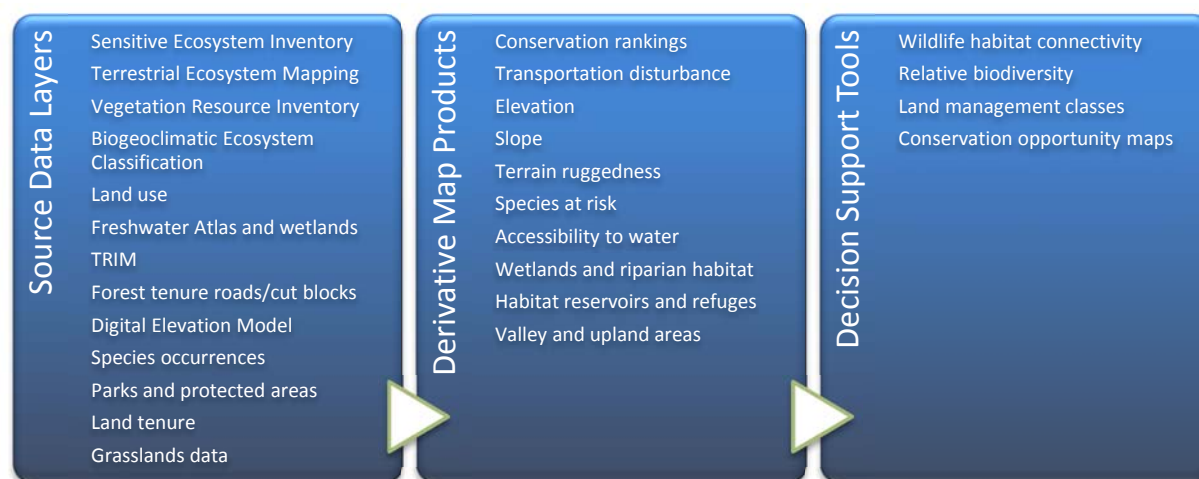 Source Data Layers
Sensitive Ecosystem Inventory
Terrestrial Ecosystem Mapping
Vegetation Resource Inventory
Biogeoclimatic Ecosystem
Classification
Land use
Freshwater Atlas and wetlands
TRIM
Forest tenure roads/cut blocks
Digital Elevation Model
Species occurrences
Parks and protected areas
Land tenure
Grasslands data
Derivative Map Products
Conservation rankings
Transportation disturbance
Elevation
Slope
Terrain ruggedness
Species at risk
Accessibility to water
Wetlands and riparian habitat
Habitat reservoirs and refuges
Valley and upland areas
Decision Support Tools
Wildlife habitat connectivity
Relative biodiversity
Land management classes
Conservation opportunity maps